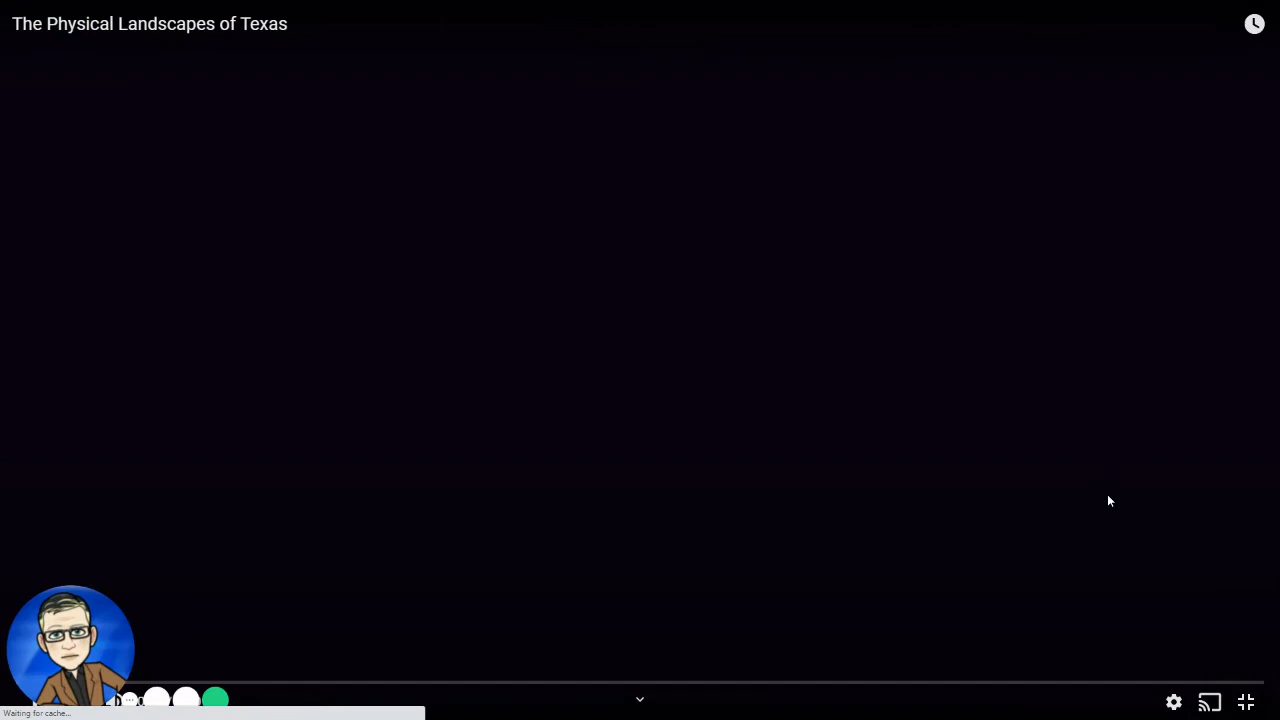 The Physical Landscapes of Texas
Waiting for cache...